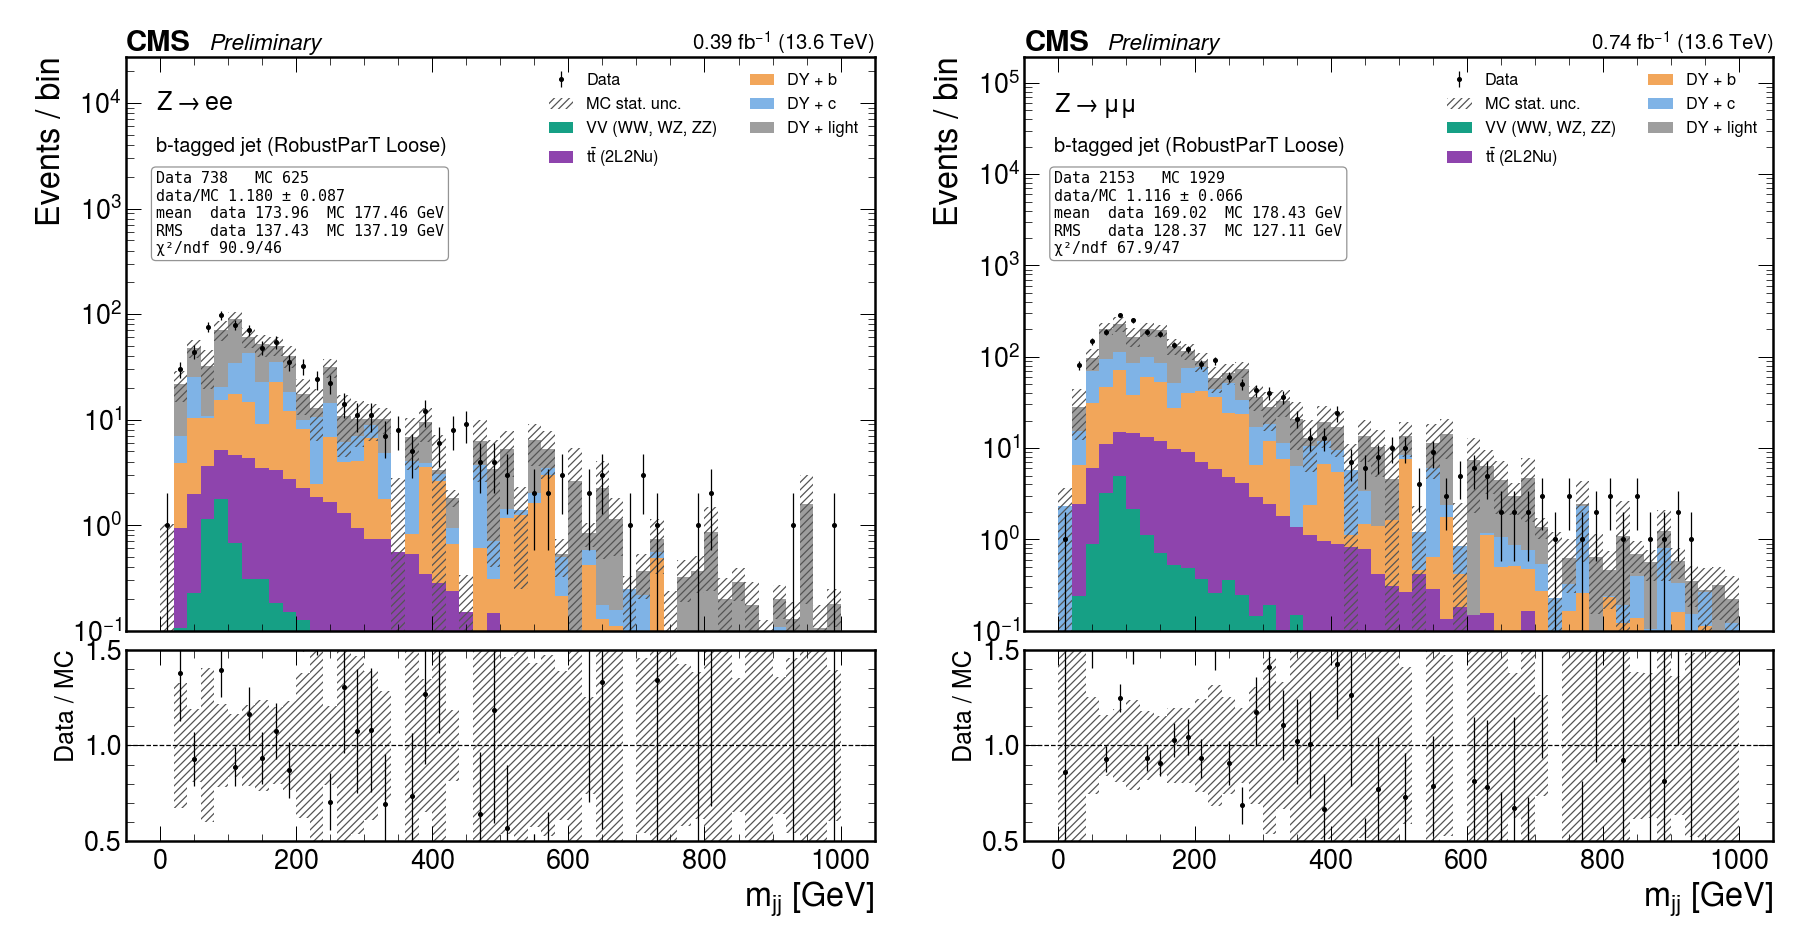 CMS Preliminary 0.39 fb⁻¹ (13.6 TeV)
Events / bin
10⁴
10³
10²
10¹
10⁰
10⁻¹
Z→ee
b-tagged jet (RobustParT Loose)
Data 738 MC 625
data/MC 1.180 ± 0.087
mean data 173.96 MC 177.46 GeV
RMS data 137.43 MC 137.19 GeV
χ²/ndf 90.9/46
Data
MC stat. unc.
VV (WW, WZ, ZZ)
tt̄ (2L2Nu)
DY + b
DY + c
DY + light
Data / MC
1.5
1.0
0.5
0 200 400 600 800 1000
m_jj [GeV]
CMS Preliminary 0.74 fb⁻¹ (13.6 TeV)
Events / bin
10⁵
10⁴
10³
10²
10¹
10⁰
10⁻¹
Z→μμ
b-tagged jet (RobustParT Loose)
Data 2153 MC 1929
data/MC 1.116 ± 0.066
mean data 169.02 MC 178.43 GeV
RMS data 128.37 MC 127.11 GeV
χ²/ndf 67.9/47
Data
MC stat. unc.
VV (WW, WZ, ZZ)
tt̄ (2L2Nu)
DY + b
DY + c
DY + light
Data / MC
1.5
1.0
0.5
0 200 400 600 800 1000
m_jj [GeV]